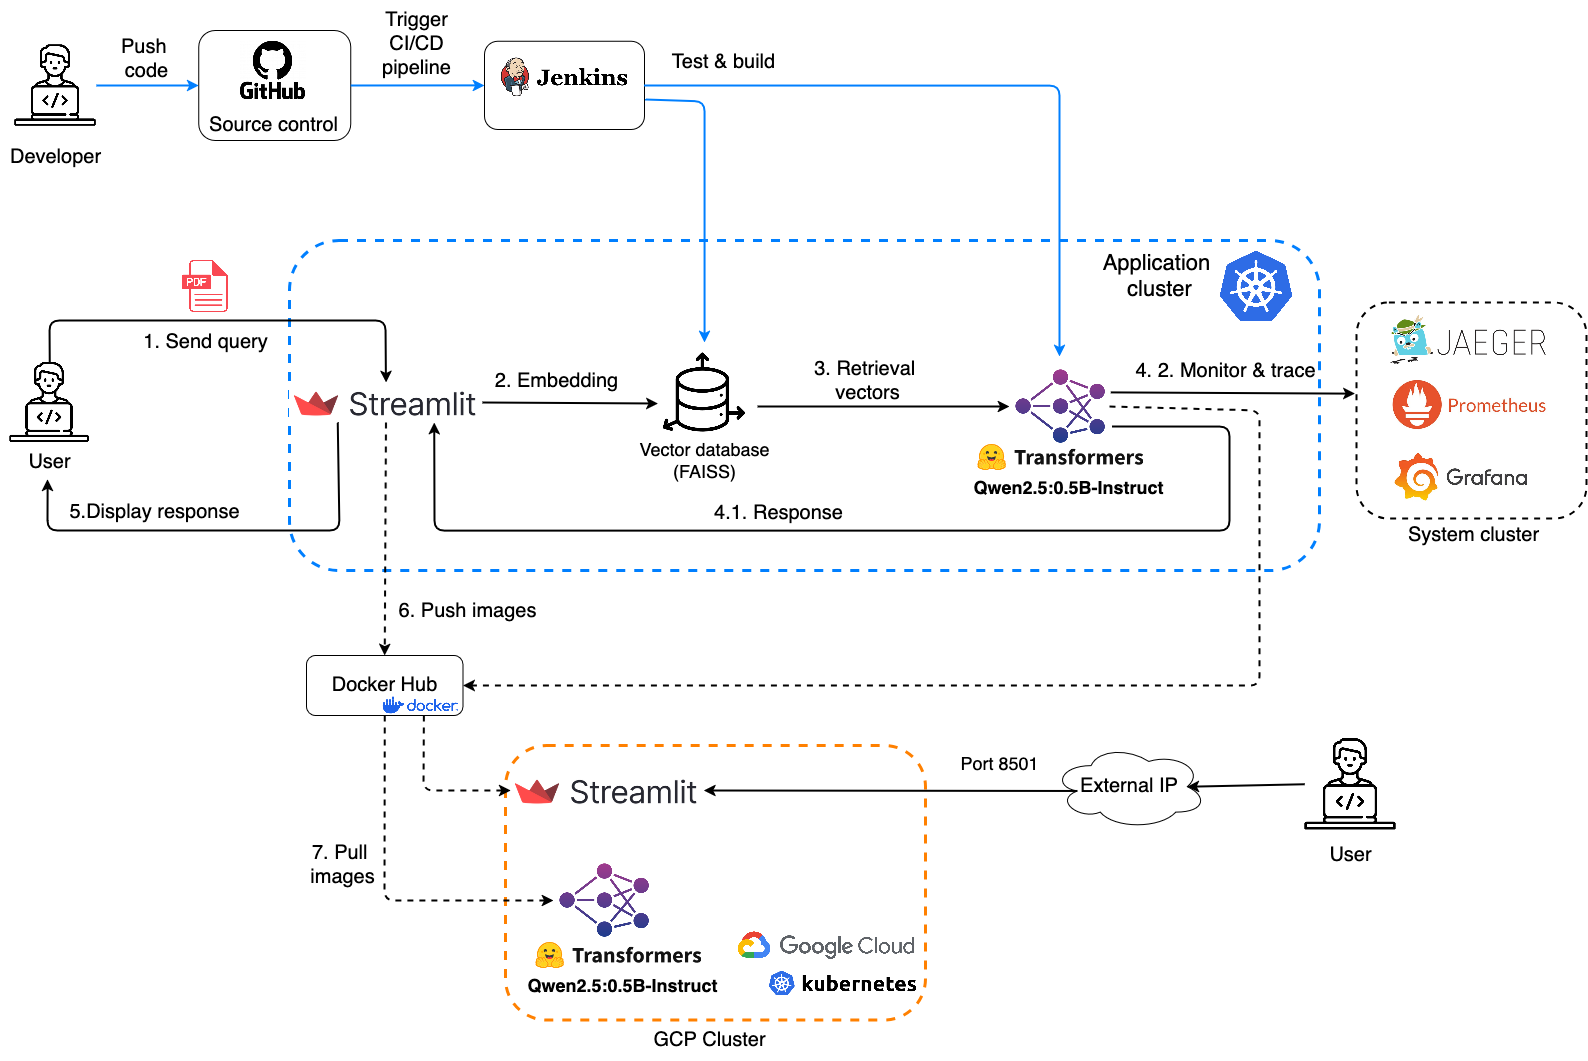 Push
code
Trigger
CI/CD
pipeline
GitHub
Source control
Jenkins
Test & build
Developer
PDF
1. Send query
Application
cluster
User
5.Display response
Streamlit
2. Embedding
Vector database
(FAISS)
3. Retrieval
vectors
Transformers
Qwen2.5:0.5B-Instruct
4. 2. Monitor & trace
4.1. Response
JAEGER
Prometheus
Grafana
System cluster
6. Push images
Docker Hub
docker
7. Pull
images
Streamlit
Port 8501
External IP
User
Transformers
Qwen2.5:0.5B-Instruct
Google Cloud
kubernetes
GCP Cluster